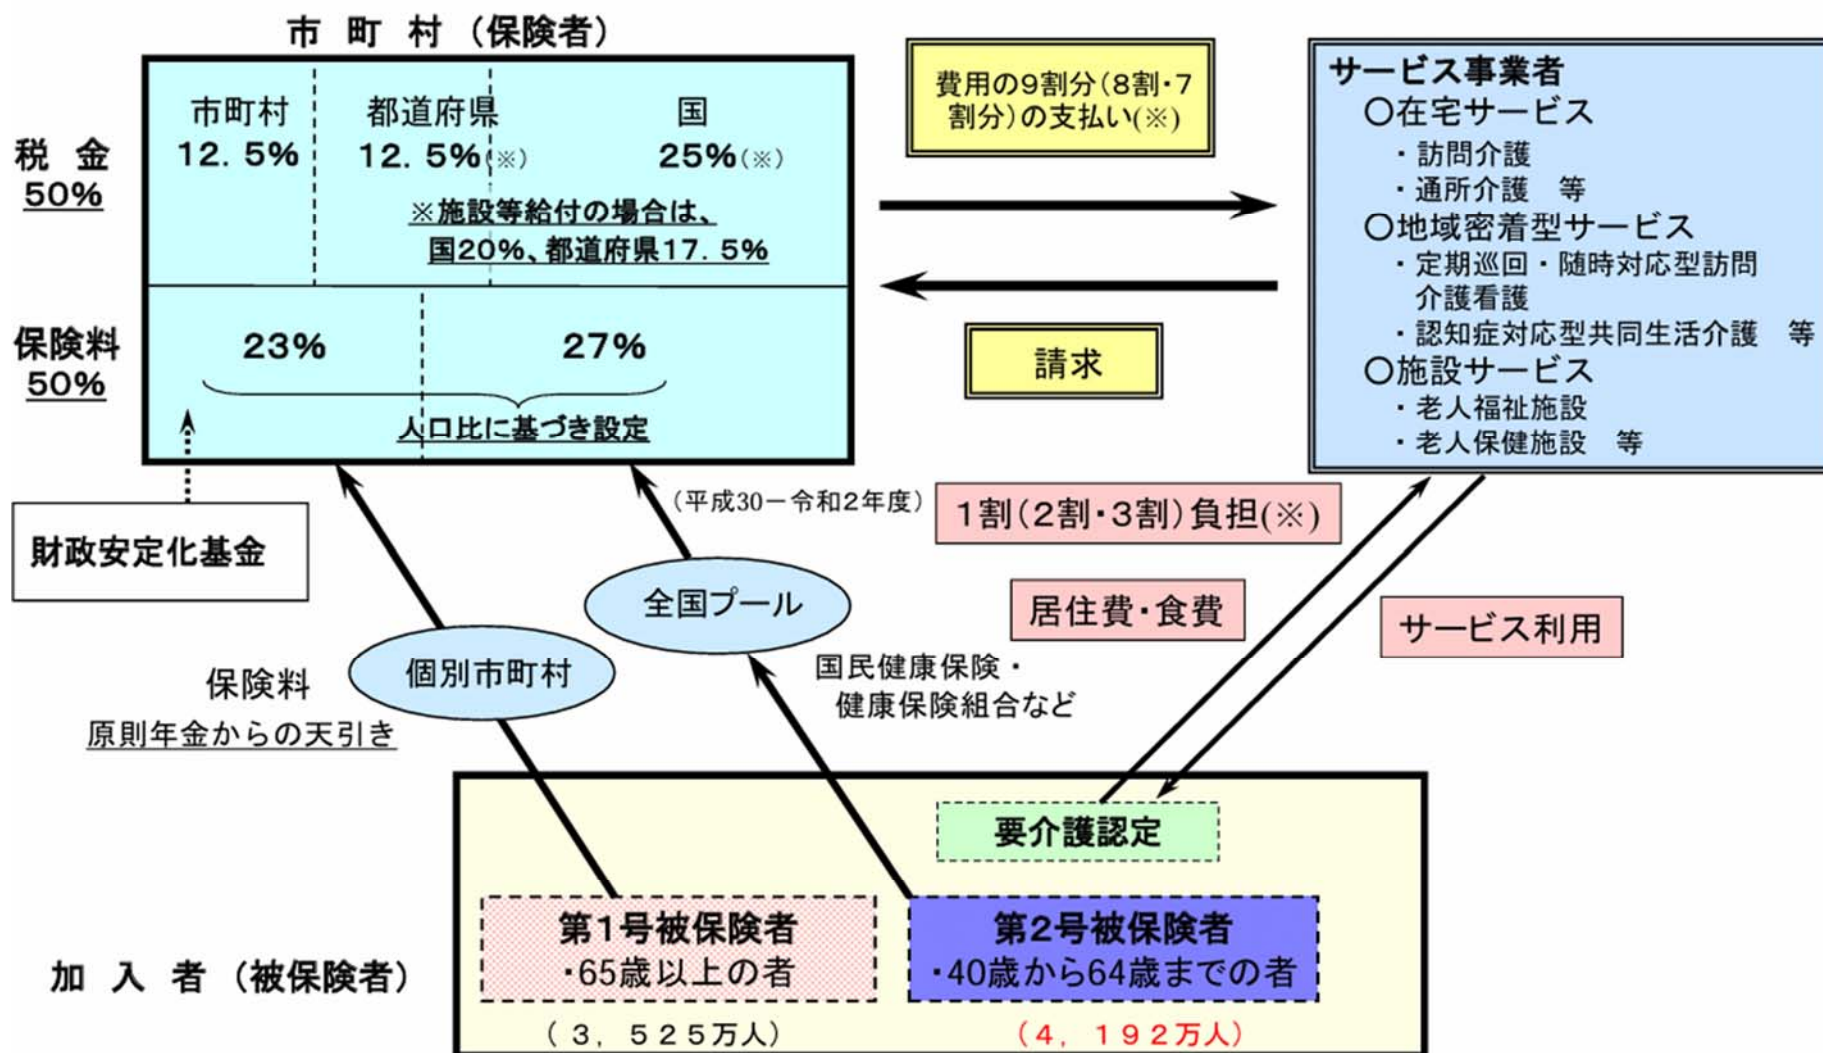 市 町 村 (保険者)
税 金
50%
市町村
12.5%
都道府県
12.5%(※)
国
25%(※)
※施設等給付の場合は、
国20%、都道府県17.5%
保険料
50%
23%
27%
人口比に基づき設定
費用の9割分(8割・7
割分)の支払い(※)
請求
サービス事業者
○在宅サービス
・訪問介護
・通所介護 等
○地域密着型サービス
・定期巡回・随時対応型訪問
介護看護
・認知症対応型共同生活介護 等
○施設サービス
・老人福祉施設
・老人保健施設 等
財政安定化基金
(平成30-令和2年度)
1割(2割・3割)負担(※)
全国プール
居住費・食費
サービス利用
個別市町村
保険料
原則年金からの天引き
国民健康保険・
健康保険組合など
要介護認定
加 入 者 (被保険者)
第1号被保険者
・65歳以上の者
(3,525万人)
第2号被保険者
・40歳から64歳までの者
(4,192万人)